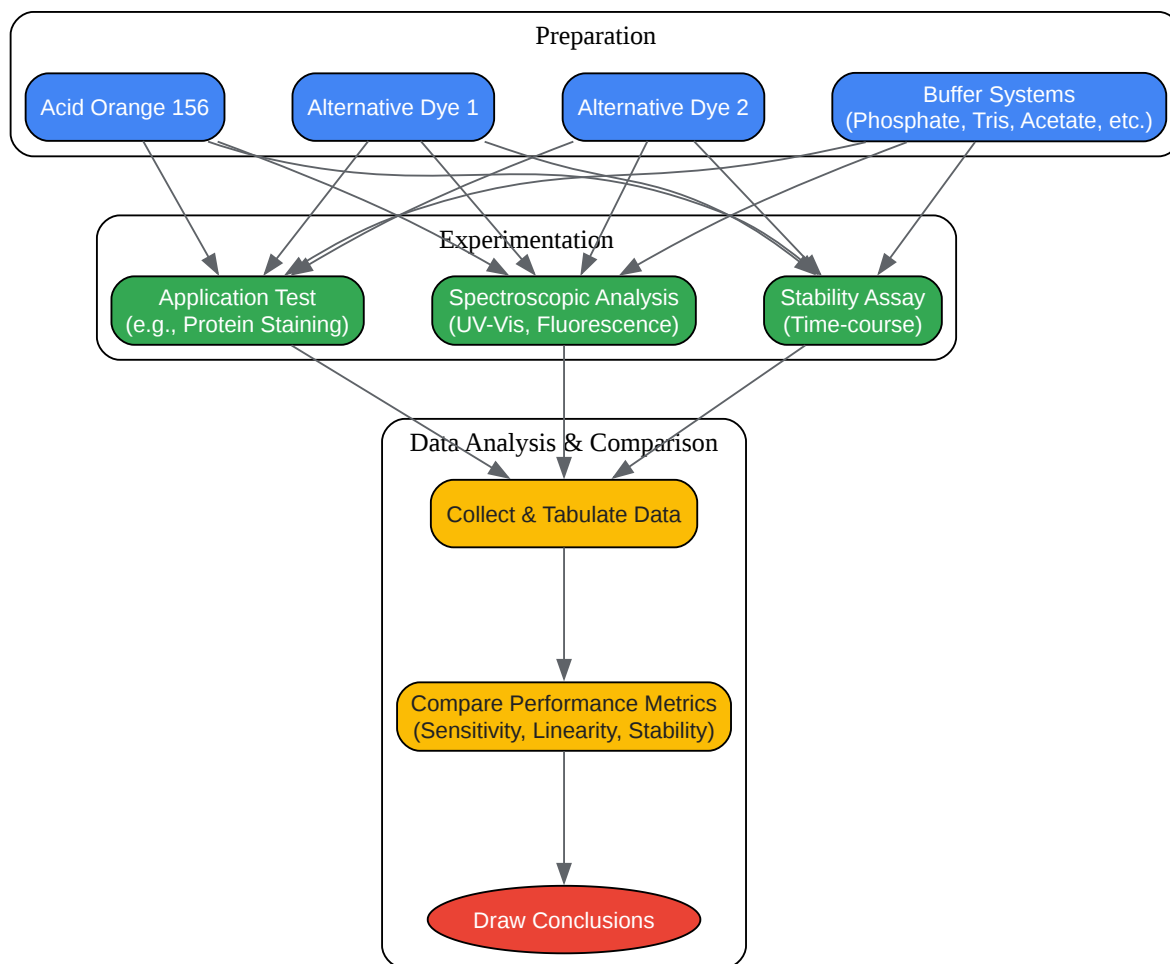 Preparation
Acid Orange 156
Alternative Dye 1
Alternative Dye 2
Buffer Systems
(Phosphate, Tris, Acetate, etc.)
Experimentation
Application Test
(e.g., Protein Staining)
Spectroscopic Analysis
(UV-Vis, Fluorescence)
Stability Assay
(Time-course)
Data Analysis & Comparison
Collect & Tabulate Data
Compare Performance Metrics
(Sensitivity, Linearity, Stability)
Draw Conclusions